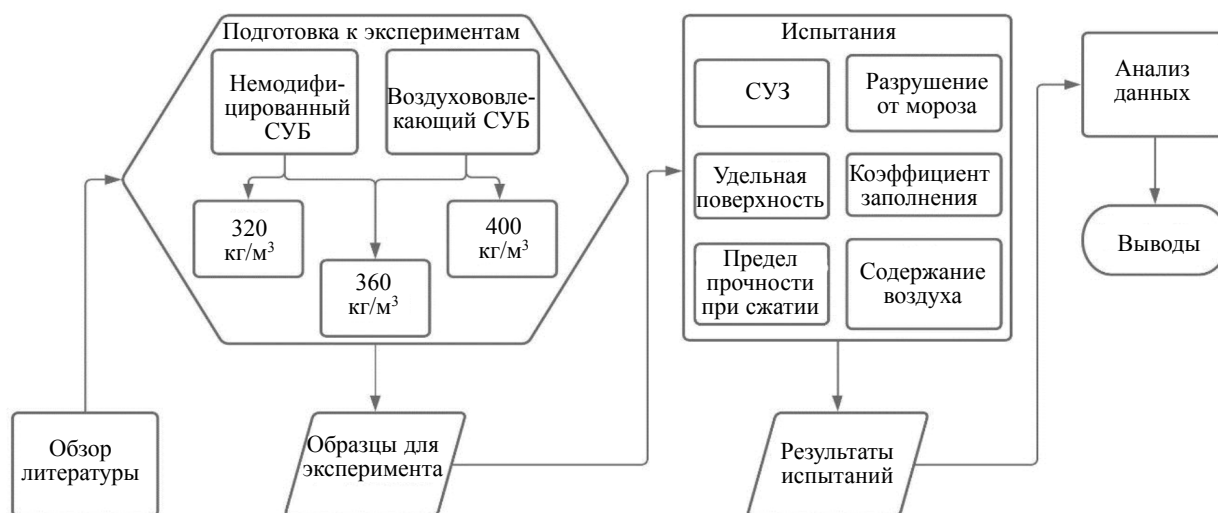 Подготовка к экспериментам
Немодифи-
цированный
СУБ
Воздухововле-
кающий СУБ
320
кг/м³
360
кг/м³
400
кг/м³
Испытания
СУЗ
Разрушение
от мороза
Удельная
поверхность
Коэффициент
заполнения
Предел
прочности
при сжатии
Содержание
воздуха
Анализ
данных
Выводы
Обзор
литературы
Образцы для
эксперимента
Результаты
испытаний